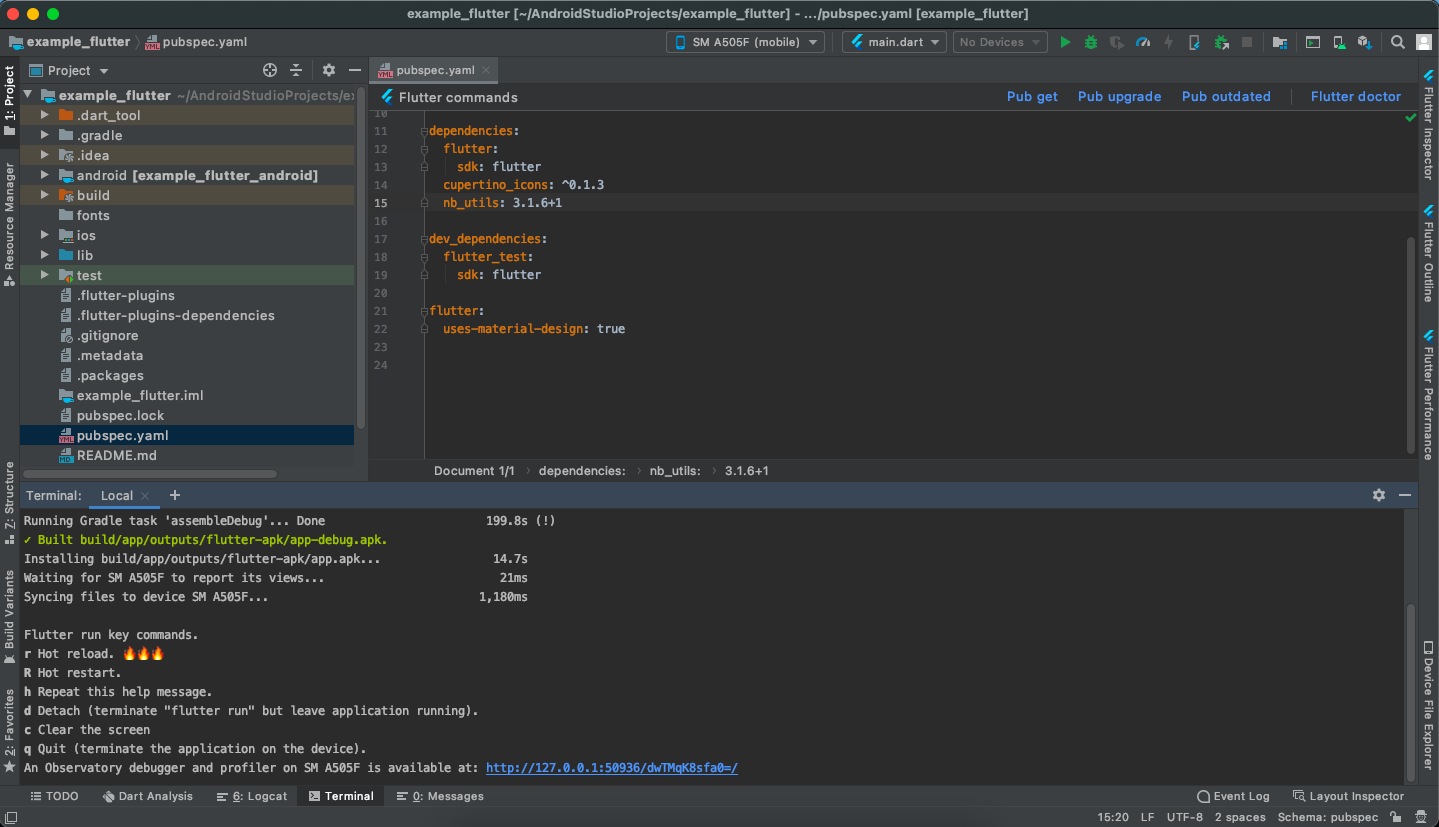 example_flutter [~/AndroidStudioProjects/example_flutter] - .../pubspec.yaml [example_flutter]
example_flutter pubspec.yaml SM A505F (mobile) main.dart No Devices
1: Project
Resource Manager
Z: Structure
Build Variants
2: Favorites
Project
example_flutter ~/AndroidStudioProjects/ex
.dart_tool
.gradle
.idea
android [example_flutter_android]
build
fonts
ios
lib
test
.flutter-plugins
.flutter-plugins-dependencies
.gitignore
.metadata
.packages
example_flutter.iml
pubspec.lock
pubspec.yaml
README.md
pubspec.yaml
Flutter commands Pub get Pub upgrade Pub outdated Flutter doctor
10
11 dependencies:
12 flutter:
13 sdk: flutter
14 cupertino_icons: ^0.1.3
15 nb_utils: 3.1.6+1
16
17 dev_dependencies:
18 flutter_test:
19 sdk: flutter
20
21 flutter:
22 uses-material-design: true
23
24
Document 1/1 dependencies: nb_utils: 3.1.6+1
Flutter Inspector
Flutter Outline
Flutter Performance
Device File Explorer
Terminal: Local
Running Gradle task 'assembleDebug'... Done 199.8s (!)
✓ Built build/app/outputs/flutter-apk/app-debug.apk.
Installing build/app/outputs/flutter-apk/app.apk... 14.7s
Waiting for SM A505F to report its views... 21ms
Syncing files to device SM A505F... 1,180ms
Flutter run key commands.
r Hot reload. 🔥🔥🔥
R Hot restart.
h Repeat this help message.
d Detach (terminate "flutter run" but leave application running).
c Clear the screen
q Quit (terminate the application on the device).
An Observatory debugger and profiler on SM A505F is available at: http://127.0.0.1:50936/dwTMqK8sfa0=/
TODO Dart Analysis 6: Logcat Terminal 0: Messages Event Log Layout Inspector
15:20 LF UTF-8 2 spaces Schema: pubspec